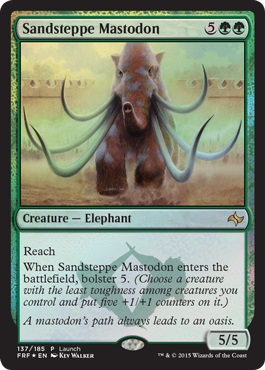 Sandsteppe Mastodon 5
Creature — Elephant
Reach
When Sandsteppe Mastodon enters the
battlefield, bolster 5. (Choose a creature
with the least toughness among creatures you
control and put five +1/+1 counters on it.)
A mastodon's path always leads to an oasis.
5/5
137/185 P Launch
FRF ★ EN Kev Walker
™ & © 2015 Wizards of the Coast